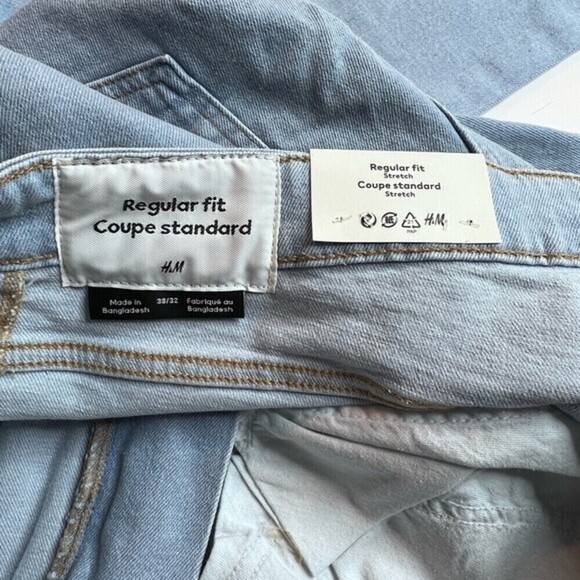 Regular fit
Coupe standard
H&M
Made in
Bangladesh
38/32
Fabriqué au
Bangladesh
Regular fit
Stretch
Coupe standard
Stretch
21
PAP
H&M